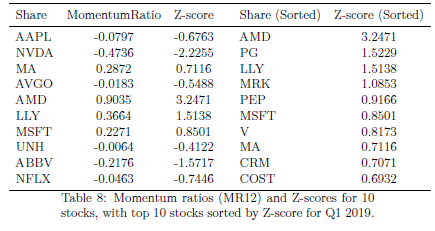 Share MomentumRatio Z-score Share (Sorted) Z-score (Sorted)
AAPL -0.0797 -0.6763 AMD 3.2471
NVDA -0.4736 -2.2255 PG 1.5229
MA 0.2872 0.7116 LLY 1.5138
AVGO -0.0183 -0.5488 MRK 1.0853
AMD 0.9035 3.2471 PEP 0.9166
LLY 0.3664 1.5138 MSFT 0.8501
MSFT 0.2271 0.8501 V 0.8173
UNH -0.0064 -0.4122 MA 0.7116
ABBV -0.2176 -1.5717 CRM 0.7071
NFLX -0.0463 -0.7446 COST 0.6932
Table 8: Momentum ratios (MR12) and Z-scores for 10
stocks, with top 10 stocks sorted by Z-score for Q1 2019.